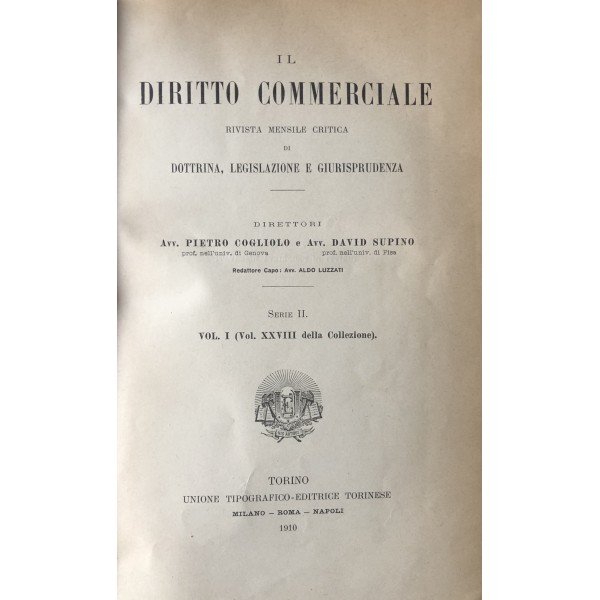 IL
DIRITTO COMMERCIALE
RIVISTA MENSILE CRITICA
DI
DOTTRINA, LEGISLAZIONE E GIURISPRUDENZA
DIRETTORI
Avv. PIETRO COGLIOLO e Avv. DAVID SUPINO
prof. nell'univ. di Genova prof. nell'univ. di Pisa
Redattore Capo: Avv. ALDO LUZZATI
Serie II.
VOL. I (Vol. XXVIII della Collezione).
TORINO
UNIONE TIPOGRAFICO-EDITRICE TORINESE
MILANO – ROMA – NAPOLI
1910